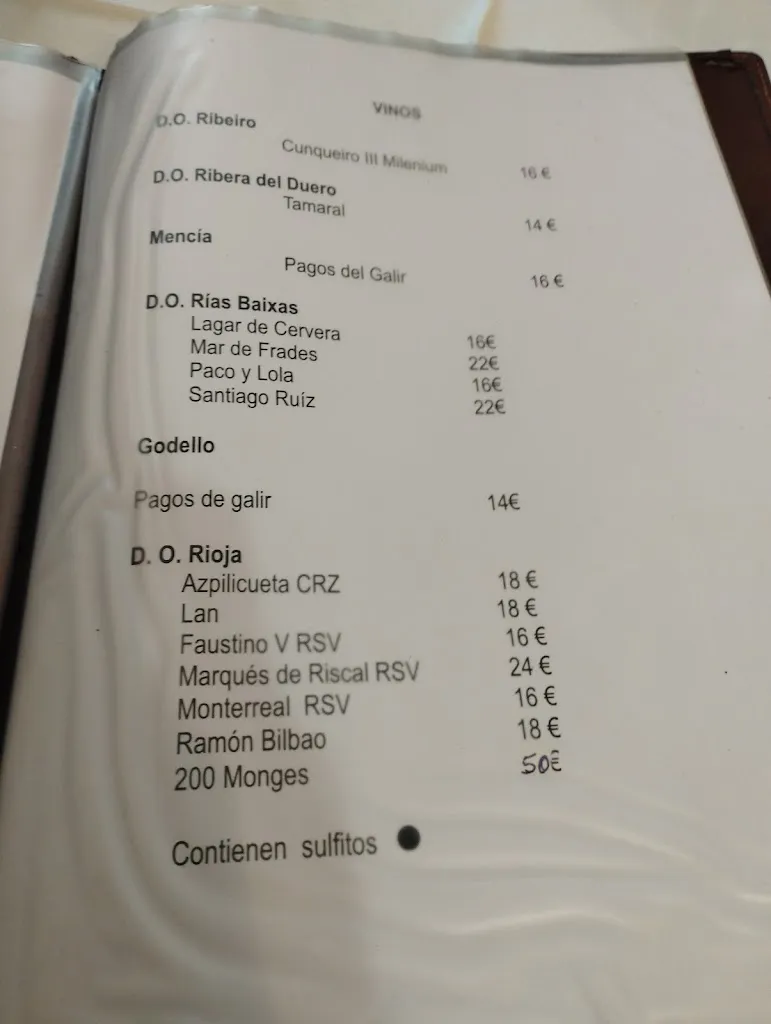 VINOS
D.O. Ribeiro
Cunqueiro III Milenium 16 €
D.O. Ribera del Duero
Tamaral 14 €
Mencía
Pagos del Galir 16 €
D.O. Rías Baixas
Lagar de Cervera 16€
Mar de Frades 22€
Paco y Lola 16€
Santiago Ruíz 22€
Godello
Pagos de galir 14€
D. O. Rioja
Azpilicueta CRZ 18 €
Lan 18 €
Faustino V RSV 16 €
Marqués de Riscal RSV 24 €
Monterreal RSV 16 €
Ramón Bilbao 18 €
200 Monges 50€
Contienen sulfitos